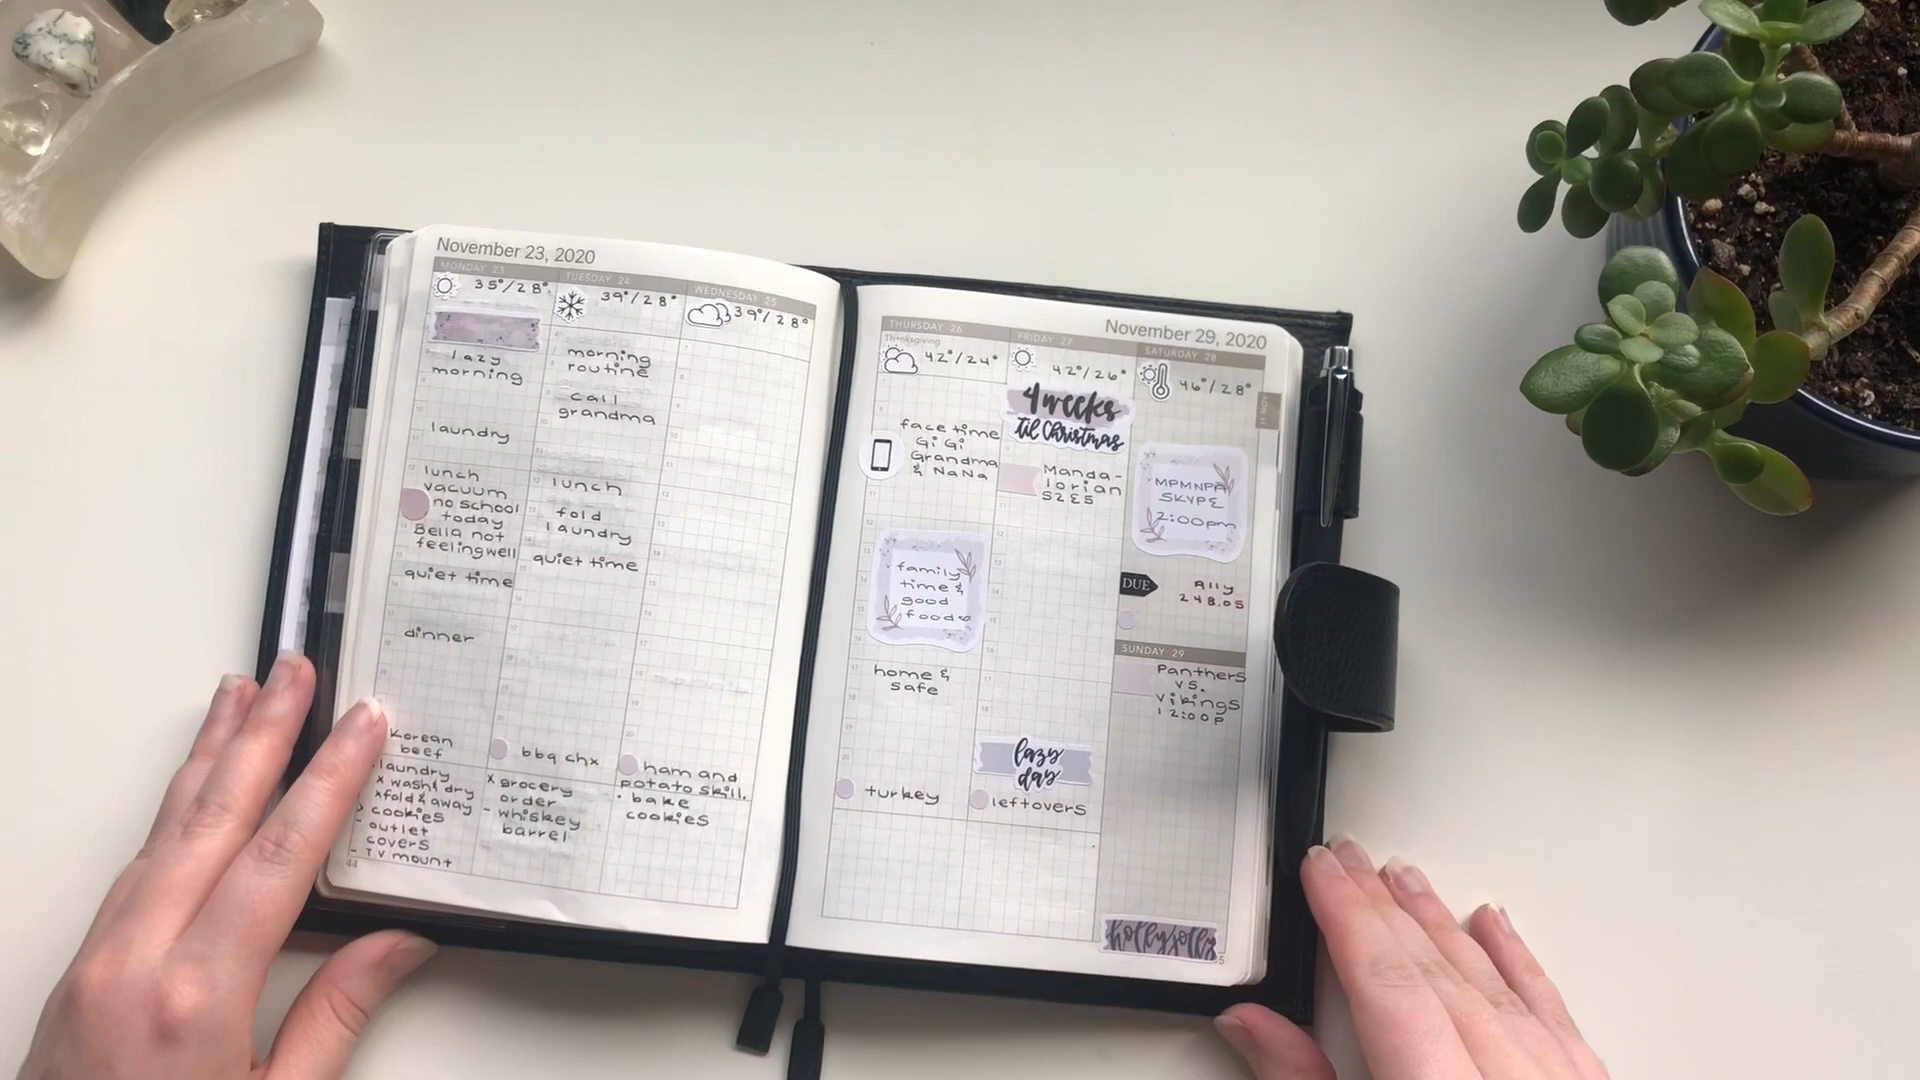 November 23, 2020
MONDAY 23
35°/28°
lazy
morning
laundry
lunch
vacuum
no school
today
Bella not
feeling well
quiet time
dinner
Korean
beef
laundry
x wash & dry
x fold & away
cookies
- outlet
covers
- TV mount
44
TUESDAY 24
39°/28°
morning
routine
call
grandma
lunch
fold
laundry
quiet time
bbq chx
x grocery
order
- whiskey
barrel
WEDNESDAY 25
39°/28°
ham and
potato skill.
· bake
cookies
November 29, 2020
THURSDAY 26
Thanksgiving
42°/24°
face time
Gi Gi
Grandma
& NaNa
family
time &
good
food
home &
safe
turkey
FRIDAY 27
42°/26°
4 weeks
til Christmas
Manda-
lorian
S2E5
lazy
day
leftovers
SATURDAY 28
46°/28°
MPMNPA
SKYPE
2:00pm
DUE
Ally
248.05
SUNDAY 29
Panthers
vs.
Vikings
12:00P
holly jolly
11 NOV